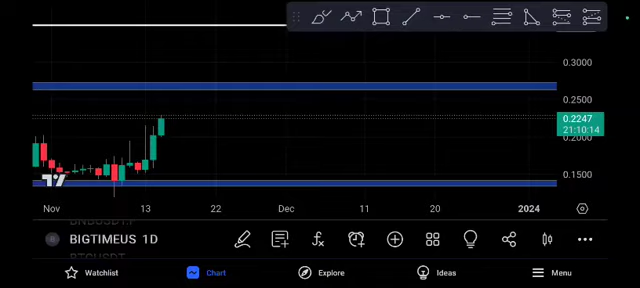 0.3000
0.2500
0.2247
21:10:14
0.2000
0.1500
Nov 13 22 Dec 11 20 2024
BIGTIMEUS 1D
BTCUSDT
Watchlist Chart Explore Ideas Menu